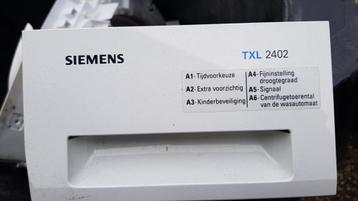 SIEMENS
TXL 2402
A1- Tijdvoorkeuze
A2- Extra voorzichtig
A3- Kinderbeveiliging
A4- Fijninstelling
droogtegraad
A5- Signaal
A6- Centrifugetoerental
van de wasautomaat